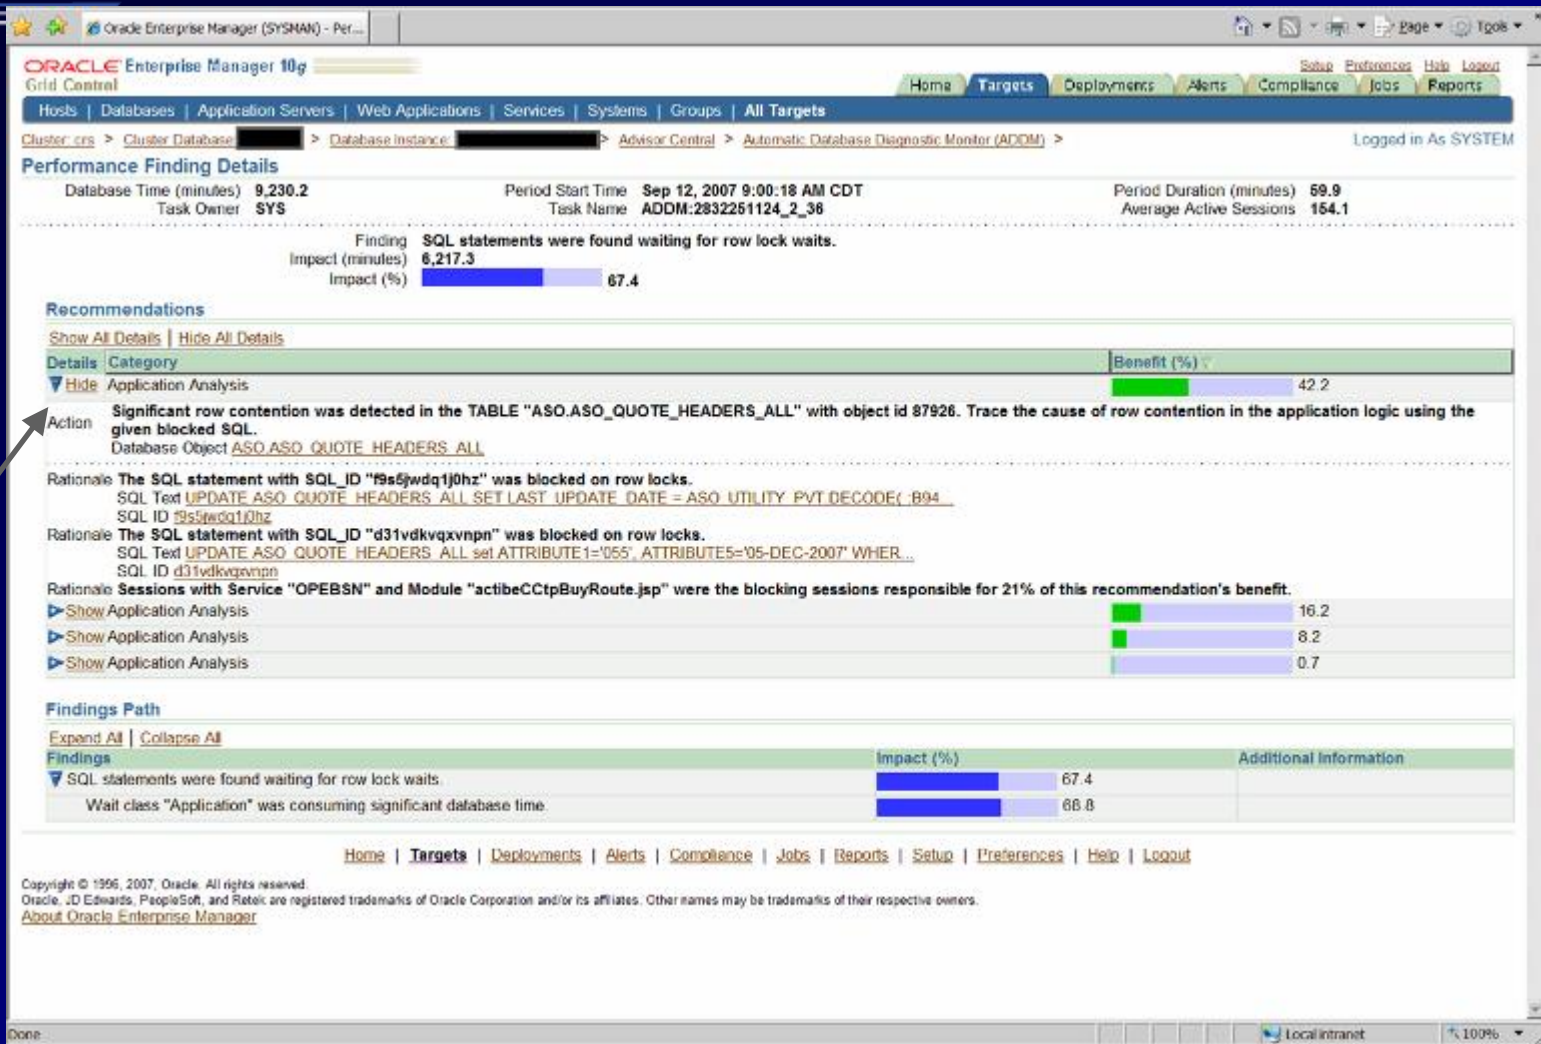 Oracle Enterprise Manager (SYSMAN) - Per...
Page Tools
ORACLE Enterprise Manager 10g
Grid Control
Setup Preferences Help Logout
Home Targets Deployments Alerts Compliance Jobs Reports
Hosts | Databases | Application Servers | Web Applications | Services | Systems | Groups | All Targets
Cluster: crs > Cluster Database: > Database Instance: > Advisor Central > Automatic Database Diagnostic Monitor (ADDM) >
Logged in As SYSTEM
Performance Finding Details
Database Time (minutes) 9,230.2 Period Start Time Sep 12, 2007 9:00:18 AM CDT Period Duration (minutes) 59.9
Task Owner SYS Task Name ADDM:2832251124_2_36 Average Active Sessions 154.1
Finding SQL statements were found waiting for row lock waits.
Impact (minutes) 6,217.3
Impact (%) 67.4
Recommendations
Show All Details | Hide All Details
Details Category Benefit (%)
Hide Application Analysis 42.2
Action Significant row contention was detected in the TABLE "ASO.ASO_QUOTE_HEADERS_ALL" with object id 87926. Trace the cause of row contention in the application logic using the
given blocked SQL.
Database Object ASO.ASO_QUOTE_HEADERS_ALL
Rationale The SQL statement with SQL_ID "f9s5jwdq1j0hz" was blocked on row locks.
SQL Text UPDATE ASO_QUOTE_HEADERS_ALL SET LAST_UPDATE_DATE = ASO_UTILITY_PVT.DECODE( :B94...
SQL ID f9s5jwdq1j0hz
Rationale The SQL statement with SQL_ID "d31vdkvqxvnpn" was blocked on row locks.
SQL Text UPDATE ASO_QUOTE_HEADERS_ALL set ATTRIBUTE1='055', ATTRIBUTE5='05-DEC-2007' WHER...
SQL ID d31vdkvqxvnpn
Rationale Sessions with Service "OPEBSN" and Module "actibeCCtpBuyRoute.jsp" were the blocking sessions responsible for 21% of this recommendation's benefit.
Show Application Analysis 16.2
Show Application Analysis 8.2
Show Application Analysis 0.7
Findings Path
Expand All | Collapse All
Findings Impact (%) Additional Information
SQL statements were found waiting for row lock waits. 67.4
Wait class "Application" was consuming significant database time. 68.8
Home | Targets | Deployments | Alerts | Compliance | Jobs | Reports | Setup | Preferences | Help | Logout
Copyright © 1996, 2007, Oracle. All rights reserved.
Oracle, JD Edwards, PeopleSoft, and Retek are registered trademarks of Oracle Corporation and/or its affiliates. Other names may be trademarks of their respective owners.
About Oracle Enterprise Manager
Done Local intranet 100%